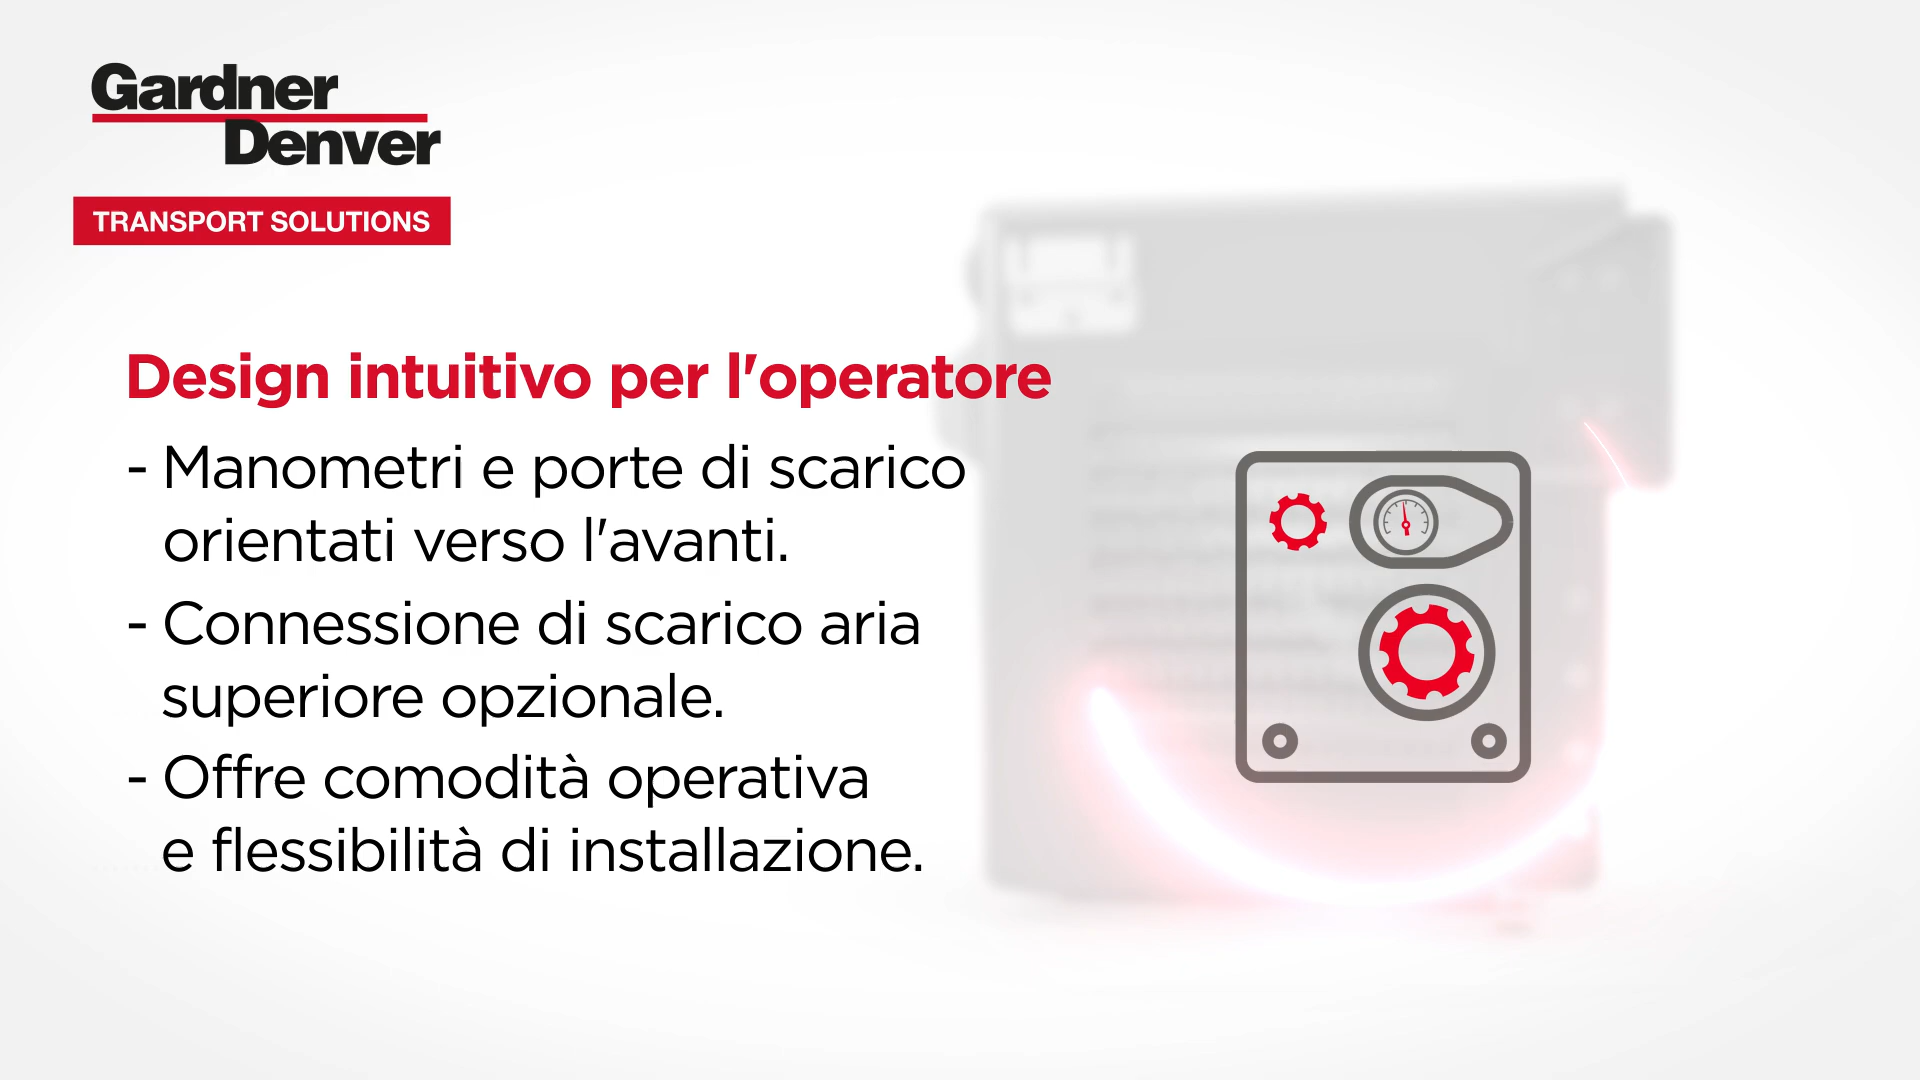 Gardner
Denver
TRANSPORT SOLUTIONS
Design intuitivo per l'operatore
- Manometri e porte di scarico
orientati verso l'avanti.
- Connessione di scarico aria
superiore opzionale.
- Offre comodità operativa
e flessibilità di installazione.